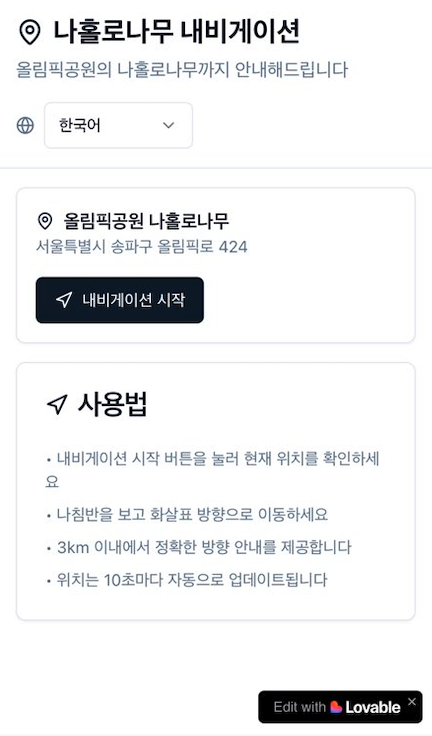 나홀로나무 내비게이션
올림픽공원의 나홀로나무까지 안내해드립니다
한국어
올림픽공원 나홀로나무
서울특별시 송파구 올림픽로 424
내비게이션 시작
사용법
• 내비게이션 시작 버튼을 눌러 현재 위치를 확인하세
요
• 나침반을 보고 화살표 방향으로 이동하세요
• 3km 이내에서 정확한 방향 안내를 제공합니다
• 위치는 10초마다 자동으로 업데이트됩니다
Edit with Lovable ×